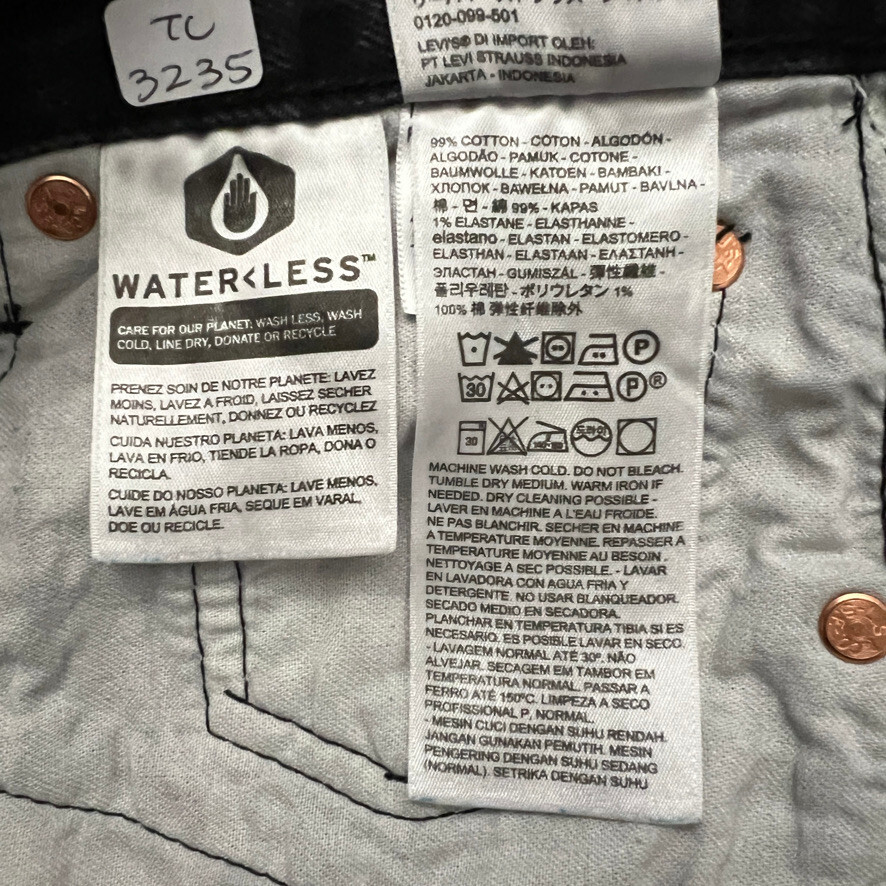 TC
3235
0120-099-501
LEVI'S® DI IMPORT OLEH:
PT LEVI STRAUSS INDONESIA
JAKARTA - INDONESIA
WATER<LESS™
CARE FOR OUR PLANET: WASH LESS, WASH
COLD, LINE DRY, DONATE OR RECYCLE
PRENEZ SOIN DE NOTRE PLANETE: LAVEZ
MOINS, LAVEZ A FROID, LAISSEZ SECHER
NATURELLEMENT, DONNEZ OU RECYCLEZ
CUIDA NUESTRO PLANETA: LAVA MENOS,
LAVA EN FRIO, TIENDE LA ROPA, DONA O
RECICLA.
CUIDE DO NOSSO PLANETA: LAVE MENOS,
LAVE EM ÁGUA FRIA, SEQUE EM VARAL,
DOE OU RECICLE.
99% COTTON - COTON - ALGODÓN -
ALGODÃO - PAMUK - COTONE -
BAUMWOLLE - KATOEN - BAMBAKI -
ХЛОПОК - BAWEŁNA - PAMUT - BAVLNA -
棉 - 면 - 綿 99% - KAPAS
1% ELASTANE - ELASTHANNE -
elastano - ELASTAN - ELASTOMERO -
ELASTHAN - ELASTAAN - ΕΛΑΣΤΑΝΗ -
ЭЛАСТАН - GUMISZÁL - 彈性纖維 -
폴리우레탄 - ポリウレタン 1%
100% 棉 弹性纤维除外
P
30 P®
30 드라이
MACHINE WASH COLD. DO NOT BLEACH.
TUMBLE DRY MEDIUM. WARM IRON IF
NEEDED. DRY CLEANING POSSIBLE -
LAVER EN MACHINE A L'EAU FROIDE.
NE PAS BLANCHIR. SECHER EN MACHINE
A TEMPERATURE MOYENNE. REPASSER A
TEMPERATURE MOYENNE AU BESOIN .
NETTOYAGE A SEC POSSIBLE. - LAVAR
EN LAVADORA CON AGUA FRIA Y
DETERGENTE. NO USAR BLANQUEADOR.
SECADO MEDIO EN SECADORA.
PLANCHAR EN TEMPERATURA TIBIA SI ES
NECESARIO. ES POSIBLE LAVAR EN SECO.
- LAVAGEM NORMAL ATÉ 30º. NÃO
ALVEJAR. SECAGEM EM TAMBOR EM
TEMPERATURA NORMAL. PASSAR A
FERRO ATÉ 150ºC. LIMPEZA A SECO
PROFISSIONAL P, NORMAL.
- MESIN CUCI DENGAN SUHU RENDAH.
JANGAN GUNAKAN PEMUTIH. MESIN
PENGERING DENGAN SUHU SEDANG
(NORMAL). SETRIKA DENGAN SUHU